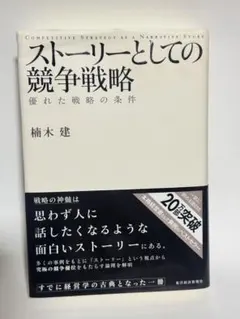 COMPETITIVE STRATEGY AS A NARRATIVE STORY
ストーリーとしての
競争戦略
優れた戦略の条件
楠木 建
戦略の神髄は
思わず人に
話したくなるような
面白いストーリーにある。
多くの事例をもとに「ストーリー」という視点から
究極の競争優位をもたらす論理を解明
20万部突破
すでに経営学の古典となった一冊
東洋経済新報社